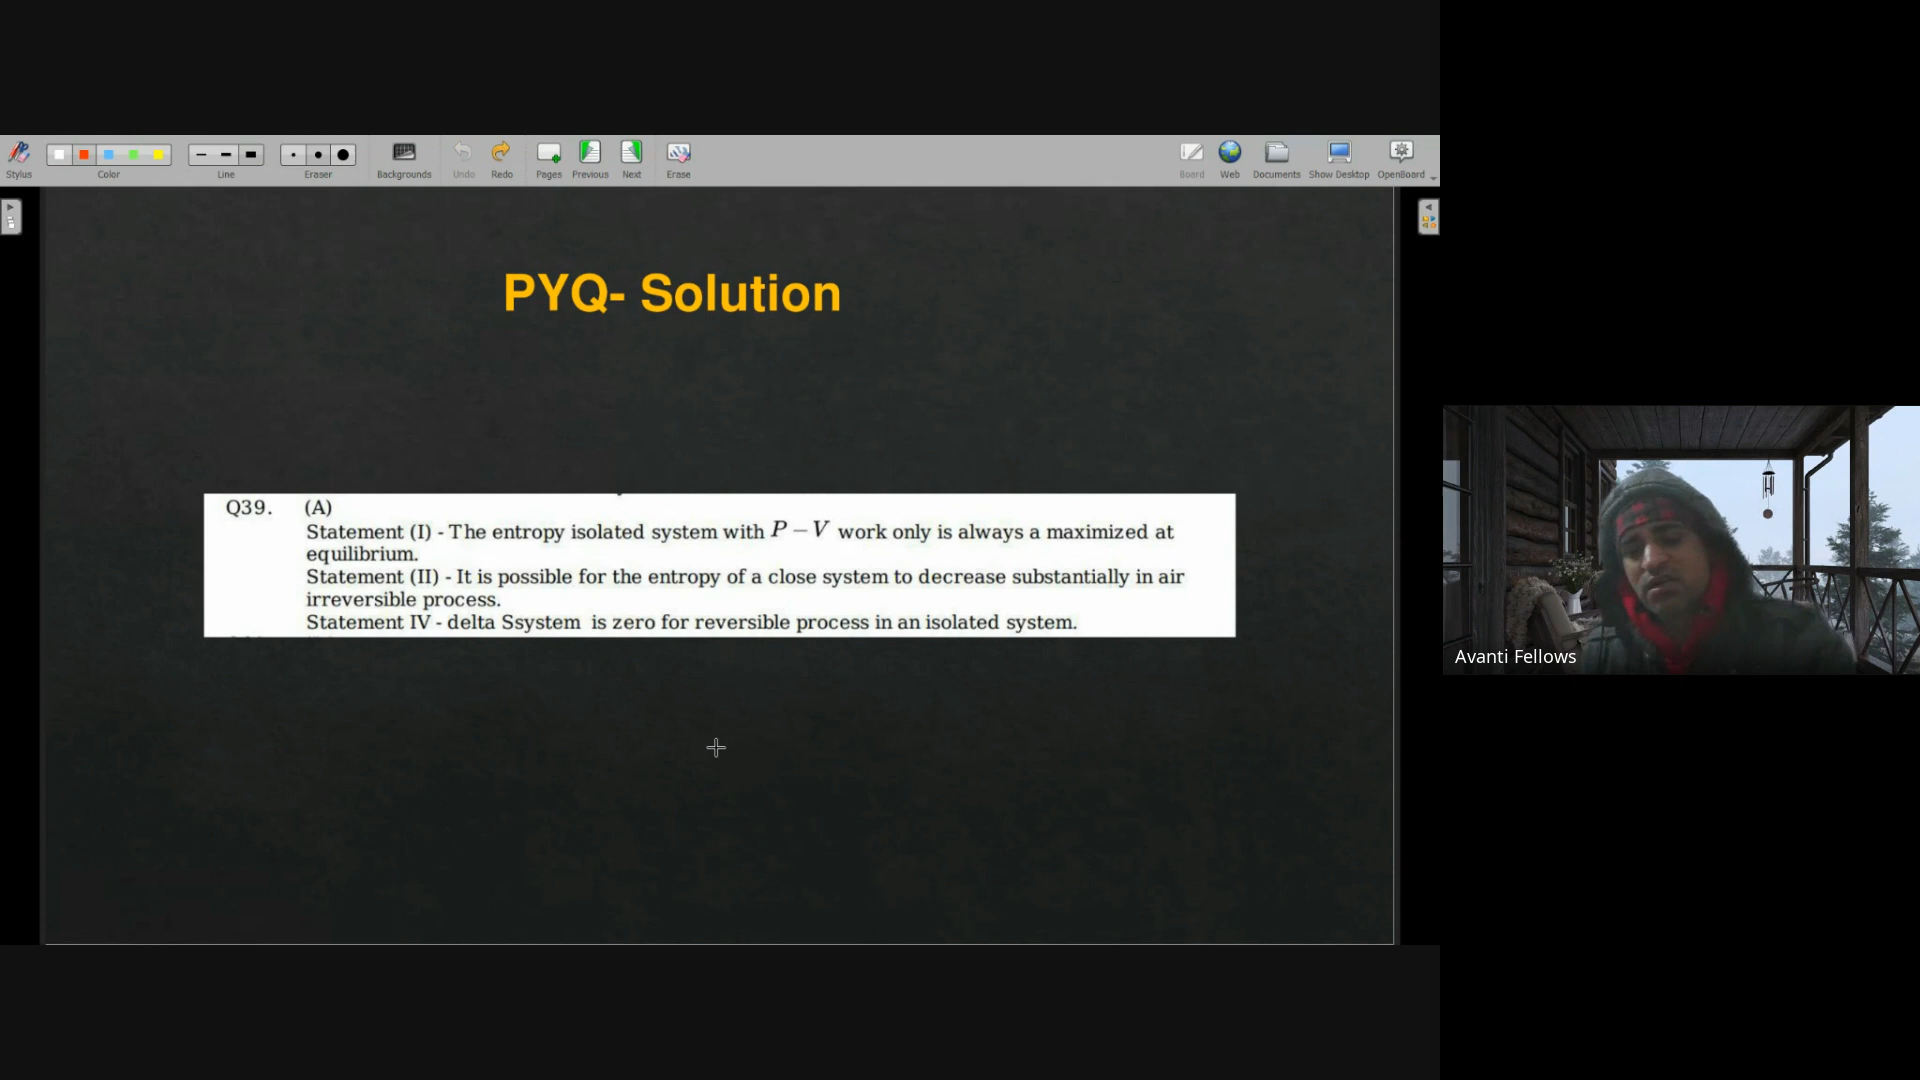 Stylus
Color
Line
Eraser
Backgrounds
Undo
Redo
Pages
Previous
Next
Erase
Board
Web
Documents
Show Desktop
OpenBoard
PYQ- Solution
Q39. (A)
Statement (I) - The entropy isolated system with P – V work only is always a maximized at
equilibrium.
Statement (II) - It is possible for the entropy of a close system to decrease substantially in air
irreversible process.
Statement IV - delta Ssystem is zero for reversible process in an isolated system.
Avanti Fellows